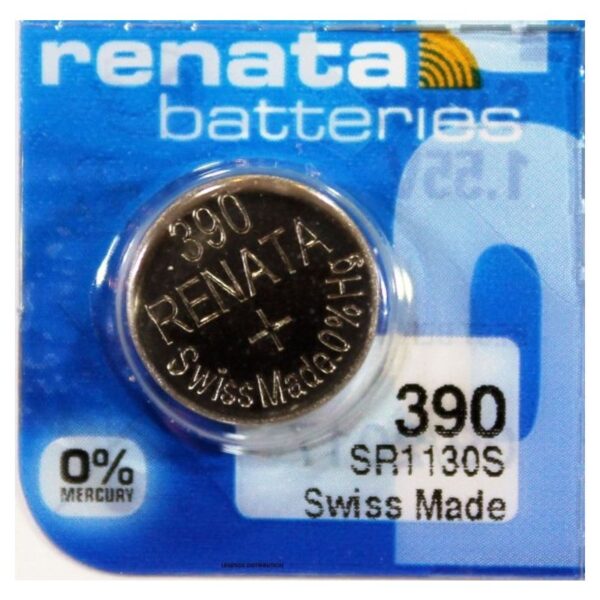 renata
batteries
1.55V
390
RENATA
+
Swiss Made.0%Hg
390
SR1130S
Swiss Made
0%
MERCURY